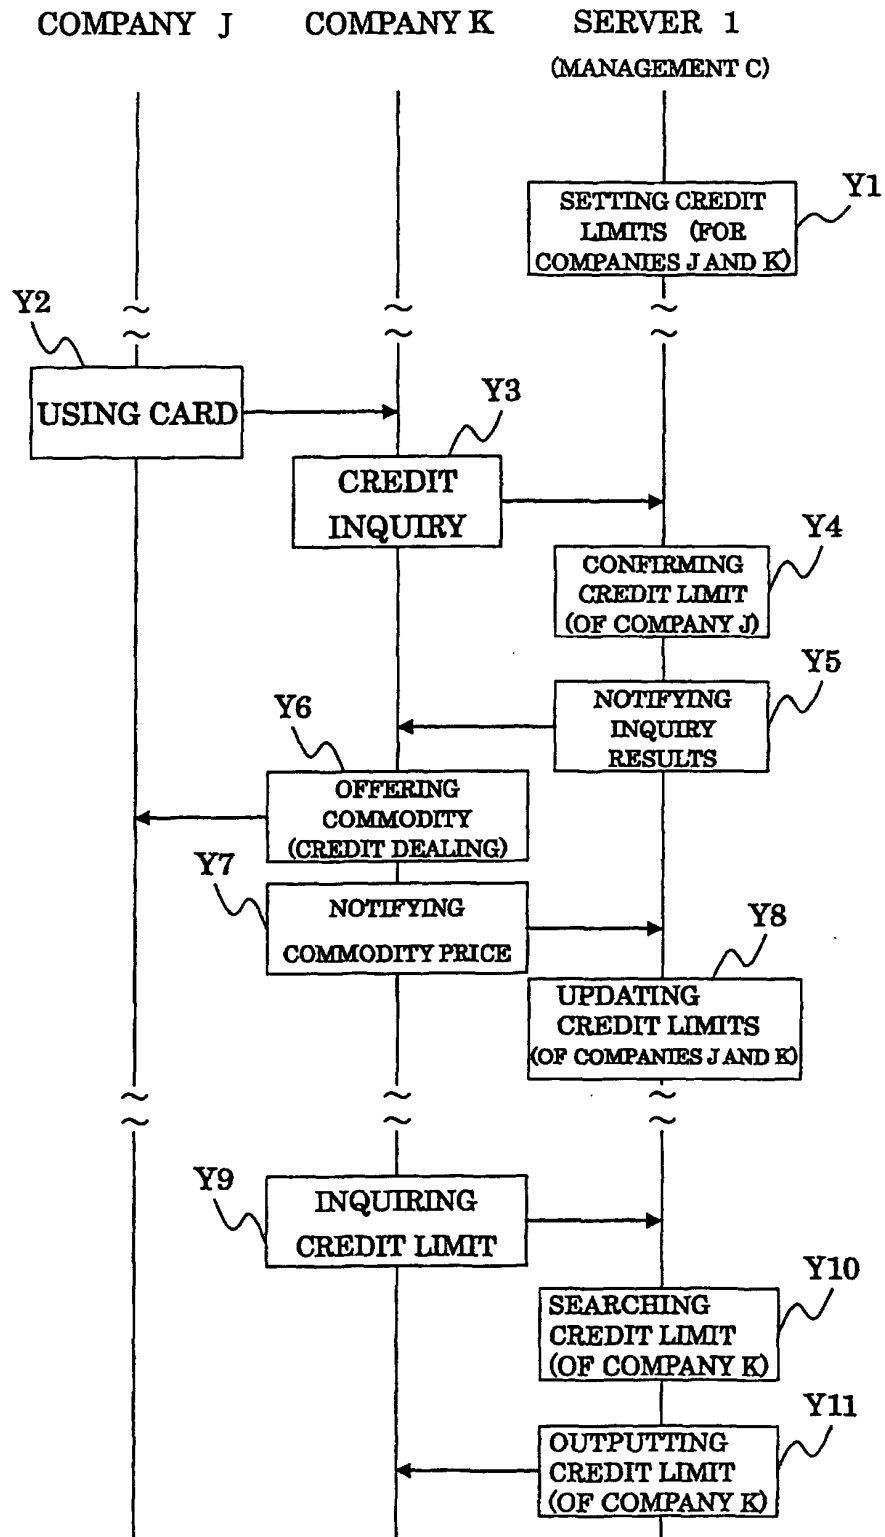 COMPANY J
COMPANY K
SERVER 1
(MANAGEMENT C)
Y1
SETTING CREDIT
LIMITS (FOR
COMPANIES J AND K)
Y2
USING CARD
Y3
CREDIT
INQUIRY
Y4
CONFIRMING
CREDIT LIMIT
(OF COMPANY J)
Y5
NOTIFYING
INQUIRY
RESULTS
Y6
OFFERING
COMMODITY
(CREDIT DEALING)
Y7
NOTIFYING
COMMODITY PRICE
Y8
UPDATING
CREDIT LIMITS
(OF COMPANIES J AND K)
Y9
INQUIRING
CREDIT LIMIT
Y10
SEARCHING
CREDIT LIMIT
(OF COMPANY K)
Y11
OUTPUTTING
CREDIT LIMIT
(OF COMPANY K)